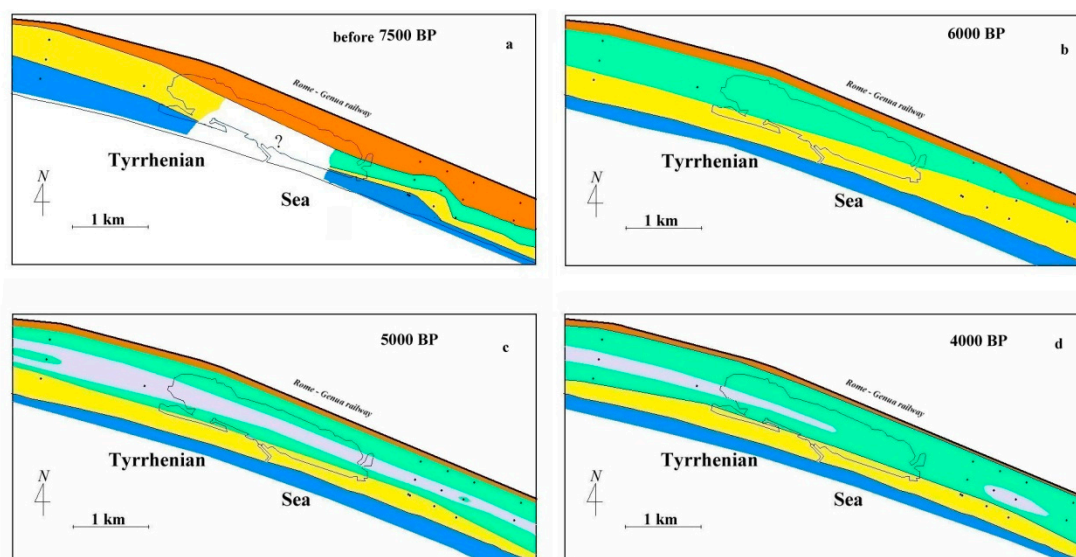 before 7500 BP
a
Rome - Genua railway
?
Tyrrhenian
Sea
N
1 km
6000 BP
b
Rome - Genua railway
Tyrrhenian
Sea
N
1 km
5000 BP
c
Rome - Genua railway
Tyrrhenian
Sea
N
1 km
4000 BP
d
Rome - Genua railway
Tyrrhenian
Sea
N
1 km